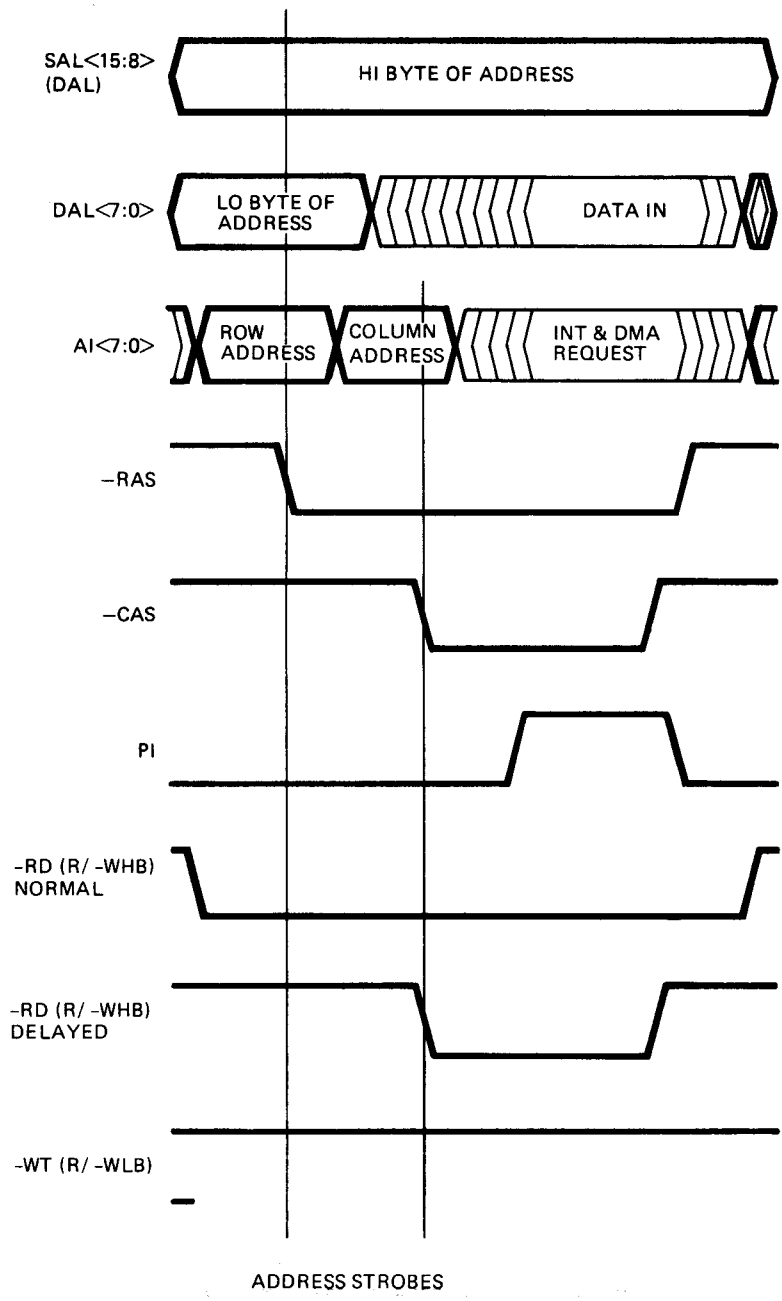 SAL<15:8>
(DAL)
HI BYTE OF ADDRESS
DAL<7:0>
LO BYTE OF
ADDRESS
DATA IN
AI<7:0>
ROW
ADDRESS
COLUMN
ADDRESS
INT & DMA
REQUEST
−RAS
−CAS
PI
-RD (R/ -WHB)
NORMAL
-RD (R/ -WHB)
DELAYED
-WT (R/ -WLB)
ADDRESS STROBES